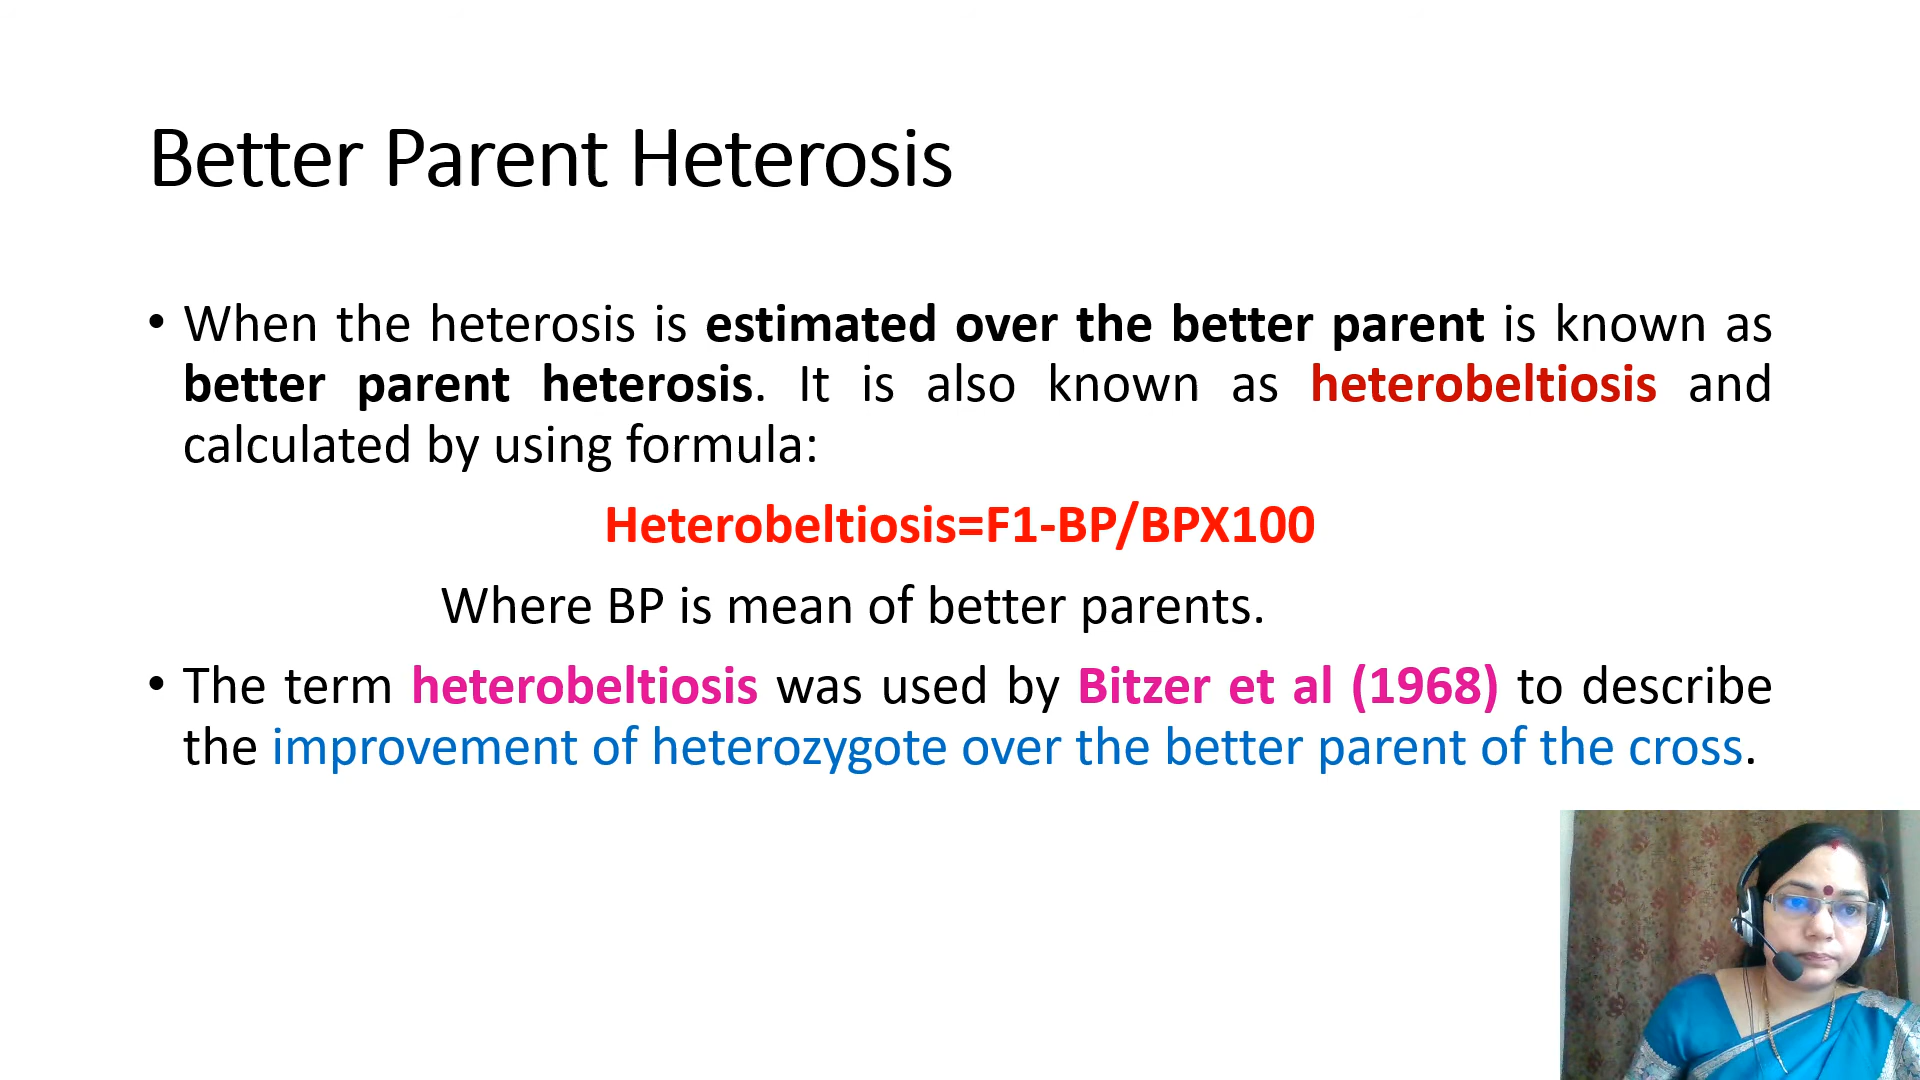 Better Parent Heterosis
• When the heterosis is estimated over the better parent is known as
better parent heterosis. It is also known as heterobeltiosis and
calculated by using formula:
Heterobeltiosis=F1-BP/BPX100
Where BP is mean of better parents.
• The term heterobeltiosis was used by Bitzer et al (1968) to describe
the improvement of heterozygote over the better parent of the cross.